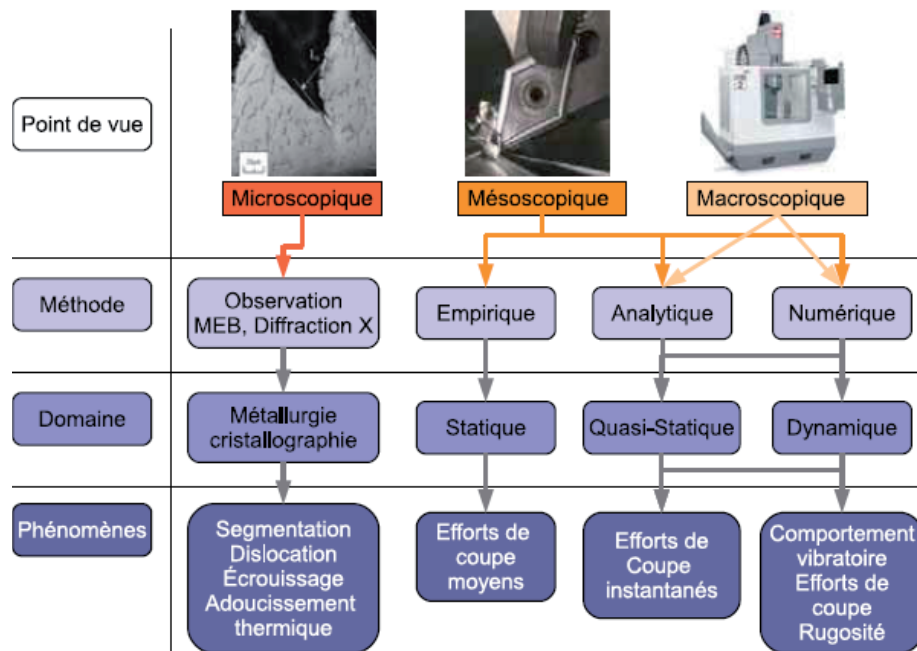 Point de vue
Microscopique
Mésoscopique
Macroscopique
Méthode
Observation
MEB, Diffraction X
Empirique
Analytique
Numérique
Domaine
Métallurgie
cristallographie
Statique
Quasi-Statique
Dynamique
Phénomènes
Segmentation
Dislocation
Écrouissage
Adoucissement
thermique
Efforts de
coupe
moyens
Efforts de
Coupe
instantanés
Comportement
vibratoire
Efforts de
coupe
Rugosité